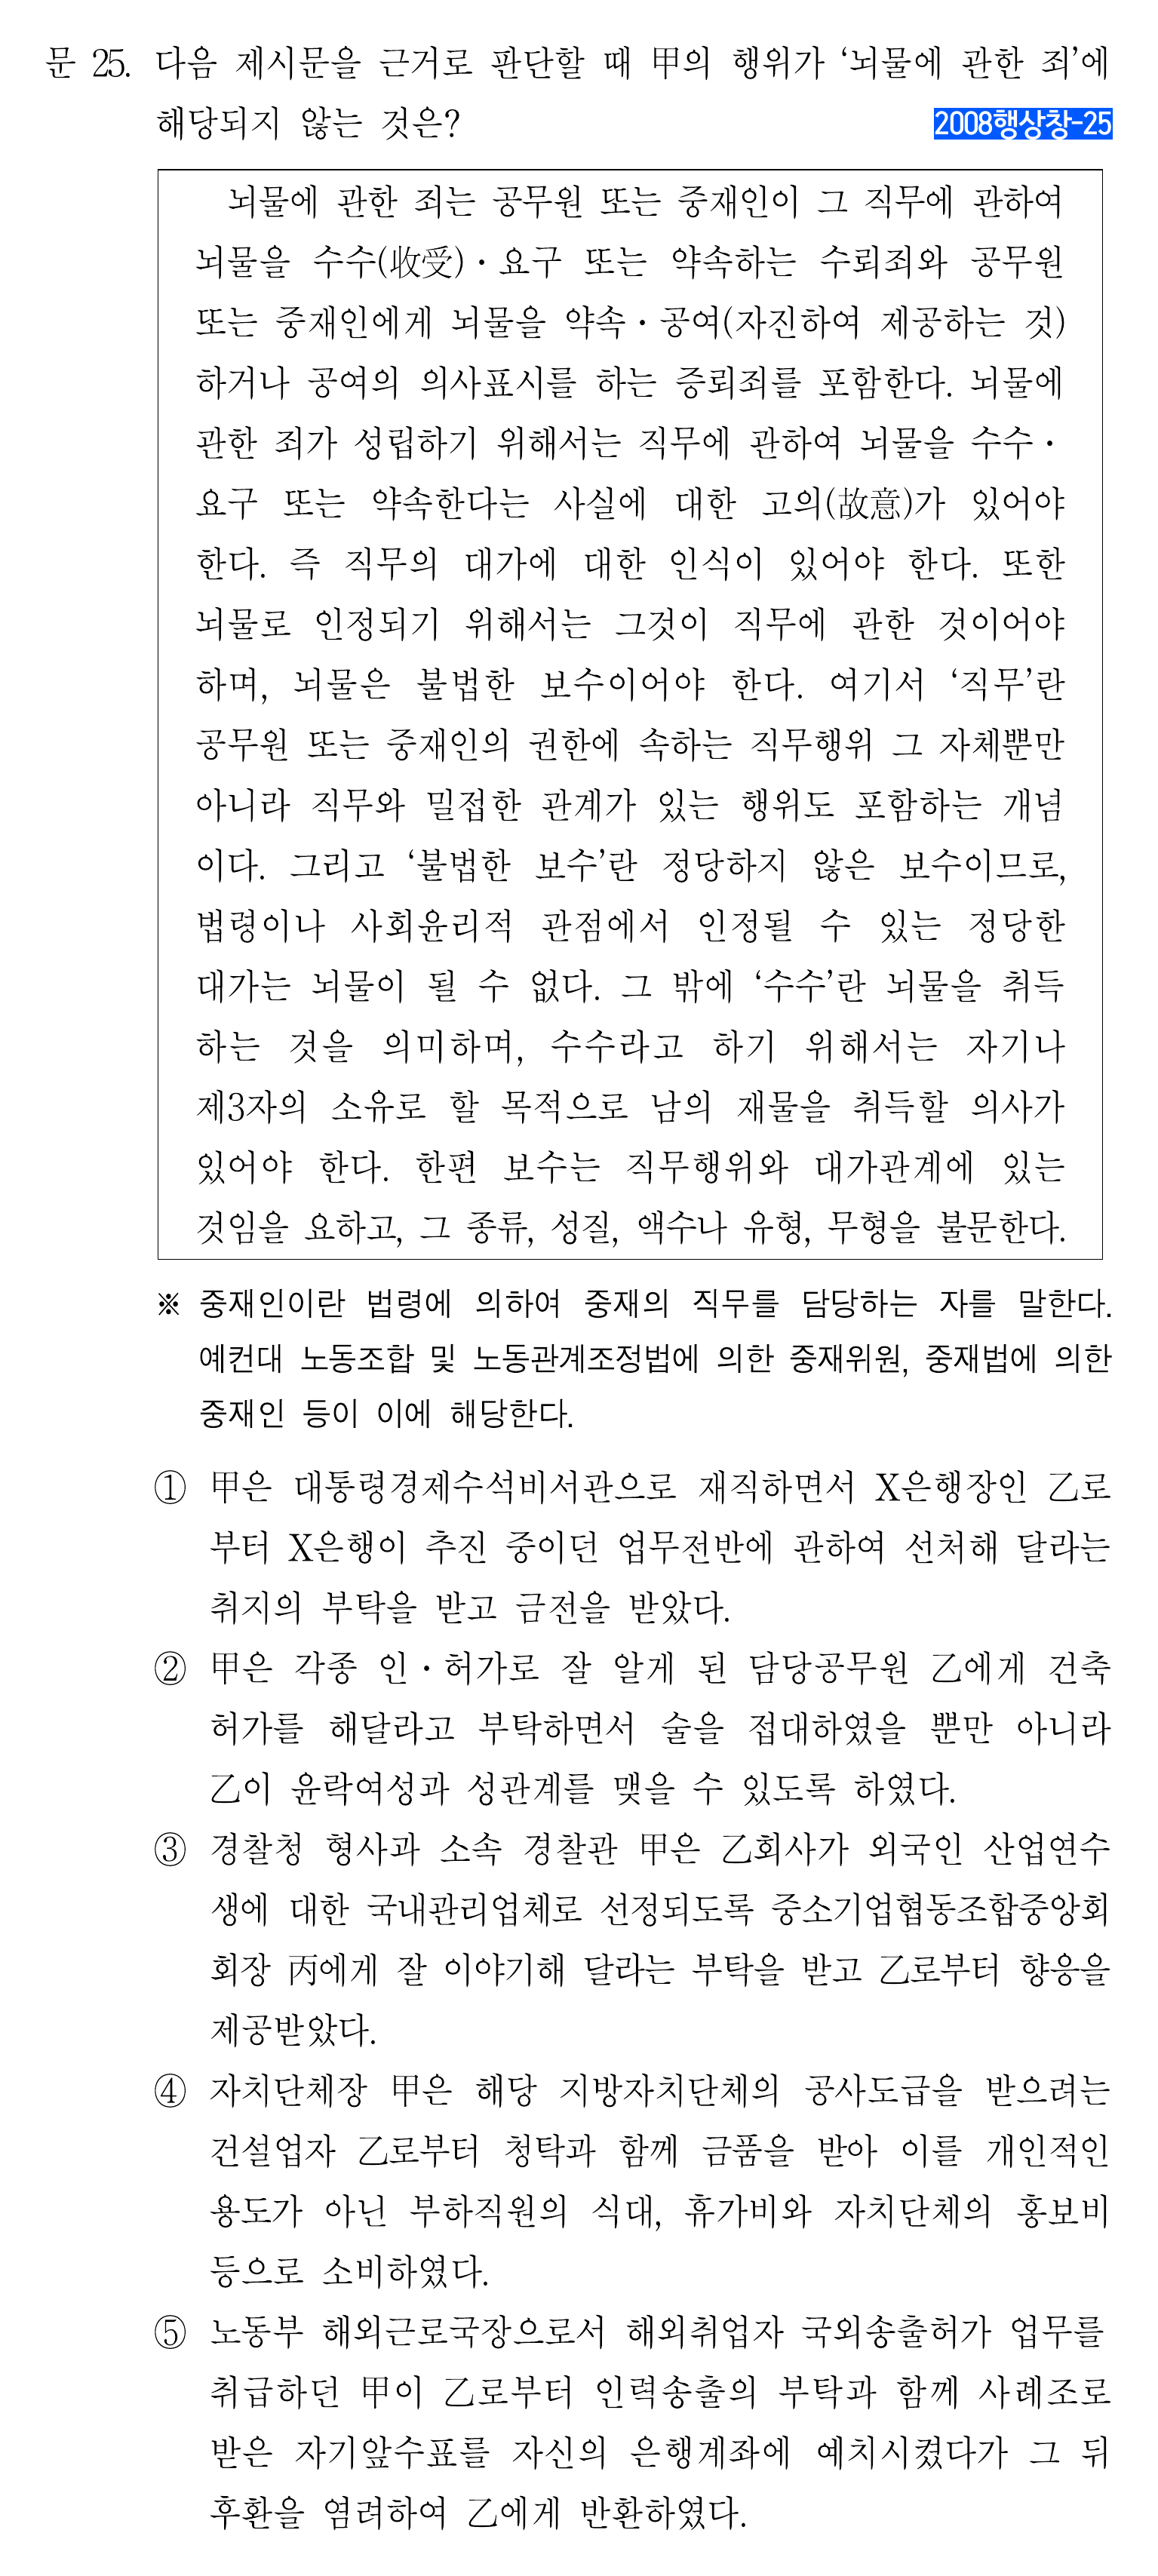 문 25. 다음 제시문을 근거로 판단할 때 甲의 행위가 ‘뇌물에 관한 죄’에
해당되지 않는 것은?
2008행상창-25
뇌물에 관한 죄는 공무원 또는 중재인이 그 직무에 관하여
뇌물을 수수(收受)·요구 또는 약속하는 수뢰죄와 공무원
또는 중재인에게 뇌물을 약속·공여(자진하여 제공하는 것)
하거나 공여의 의사표시를 하는 증뢰죄를 포함한다. 뇌물에
관한 죄가 성립하기 위해서는 직무에 관하여 뇌물을 수수·
요구 또는 약속한다는 사실에 대한 고의(故意)가 있어야
한다. 즉 직무의 대가에 대한 인식이 있어야 한다. 또한
뇌물로 인정되기 위해서는 그것이 직무에 관한 것이어야
하며, 뇌물은 불법한 보수이어야 한다. 여기서 ‘직무’란
공무원 또는 중재인의 권한에 속하는 직무행위 그 자체뿐만
아니라 직무와 밀접한 관계가 있는 행위도 포함하는 개념
이다. 그리고 ‘불법한 보수’란 정당하지 않은 보수이므로,
법령이나 사회윤리적 관점에서 인정될 수 있는 정당한
대가는 뇌물이 될 수 없다. 그 밖에 ‘수수’란 뇌물을 취득
하는 것을 의미하며, 수수라고 하기 위해서는 자기나
제3자의 소유로 할 목적으로 남의 재물을 취득할 의사가
있어야 한다. 한편 보수는 직무행위와 대가관계에 있는
것임을 요하고, 그 종류, 성질, 액수나 유형, 무형을 불문한다.
※ 중재인이란 법령에 의하여 중재의 직무를 담당하는 자를 말한다.
예컨대 노동조합 및 노동관계조정법에 의한 중재위원, 중재법에 의한
중재인 등이 이에 해당한다.
① 甲은 대통령경제수석비서관으로 재직하면서 X은행장인 乙로
부터 X은행이 추진 중이던 업무전반에 관하여 선처해 달라는
취지의 부탁을 받고 금전을 받았다.
② 甲은 각종 인·허가로 잘 알게 된 담당공무원 乙에게 건축
허가를 해달라고 부탁하면서 술을 접대하였을 뿐만 아니라
乙이 윤락여성과 성관계를 맺을 수 있도록 하였다.
③ 경찰청 형사과 소속 경찰관 甲은 乙회사가 외국인 산업연수
생에 대한 국내관리업체로 선정되도록 중소기업협동조합중앙회
회장 丙에게 잘 이야기해 달라는 부탁을 받고 乙로부터 향응을
제공받았다.
④ 자치단체장 甲은 해당 지방자치단체의 공사도급을 받으려는
건설업자 乙로부터 청탁과 함께 금품을 받아 이를 개인적인
용도가 아닌 부하직원의 식대, 휴가비와 자치단체의 홍보비
등으로 소비하였다.
⑤ 노동부 해외근로국장으로서 해외취업자 국외송출허가 업무를
취급하던 甲이 乙로부터 인력송출의 부탁과 함께 사례조로
받은 자기앞수표를 자신의 은행계좌에 예치시켰다가 그 뒤
후환을 염려하여 乙에게 반환하였다.